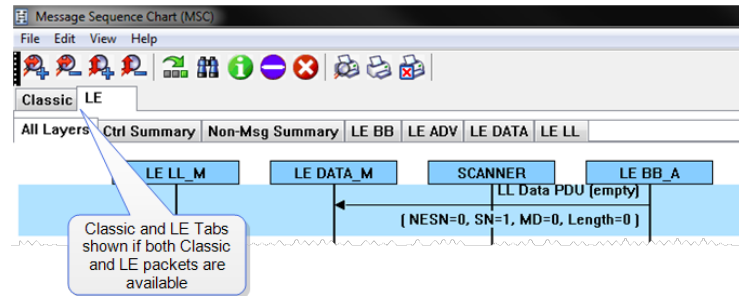 Message Sequence Chart (MSC)
File Edit View Help
Classic LE
All Layers Ctrl Summary Non-Msg Summary LE BB LE ADV LE DATA LE LL
LE LL_M LE DATA_M SCANNER LE BB_A
LL Data PDU (empty)
( NESN=0, SN=1, MD=0, Length=0 )
Classic and LE Tabs
shown if both Classic
and LE packets are
available